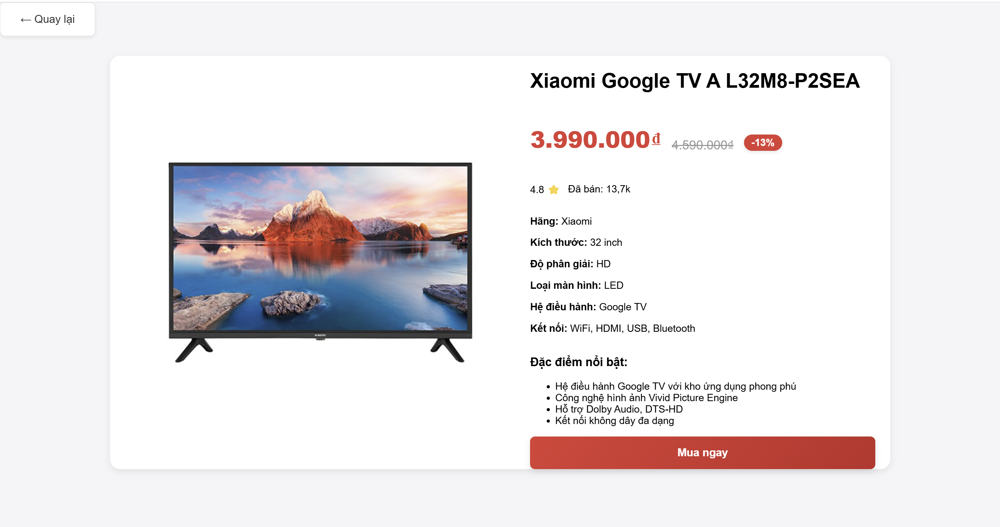 ← Quay lại
Xiaomi Google TV A L32M8-P2SEA
3.990.000₫ 4.590.000₫ -13%
4.8 Đã bán: 13,7k
Hãng: Xiaomi
Kích thước: 32 inch
Độ phân giải: HD
Loại màn hình: LED
Hệ điều hành: Google TV
Kết nối: WiFi, HDMI, USB, Bluetooth
xiaomi
Đặc điểm nổi bật:
• Hệ điều hành Google TV với kho ứng dụng phong phú
• Công nghệ hình ảnh Vivid Picture Engine
• Hỗ trợ Dolby Audio, DTS-HD
• Kết nối không dây đa dạng
Mua ngay